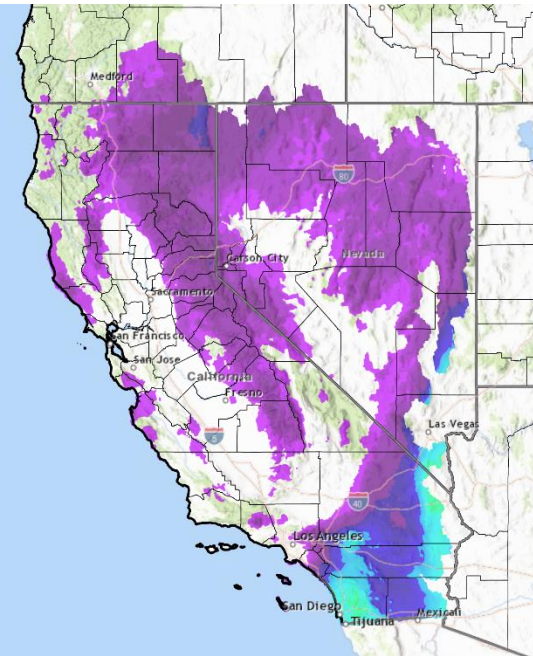 Medford
80
Nevada
Carson City
Sacramento
San Francisco
San Jose
California
Fresno
5
Las Vegas
40
Los Angeles
San Diego
Tijuana
Mexicali